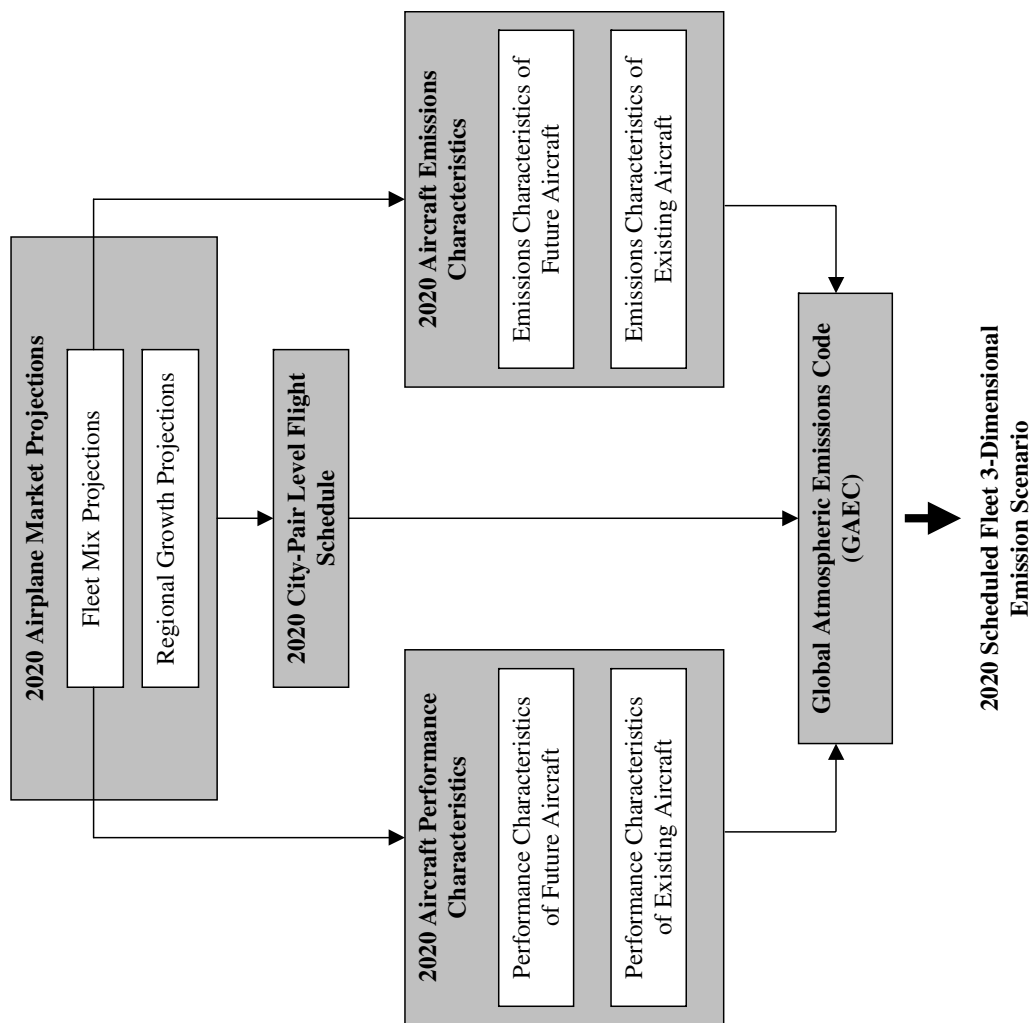 2020 Airplane Market Projections
Fleet Mix Projections
Regional Growth Projections
2020 City-Pair Level Flight
Schedule
2020 Aircraft Performance
Characteristics
Performance Characteristics
of Future Aircraft
Performance Characteristics
of Existing Aircraft
2020 Aircraft Emissions
Characteristics
Emissions Characteristics of
Future Aircraft
Emissions Characteristics of
Existing Aircraft
Global Atmospheric Emissions Code
(GAEC)
2020 Scheduled Fleet 3-Dimensional
Emission Scenario